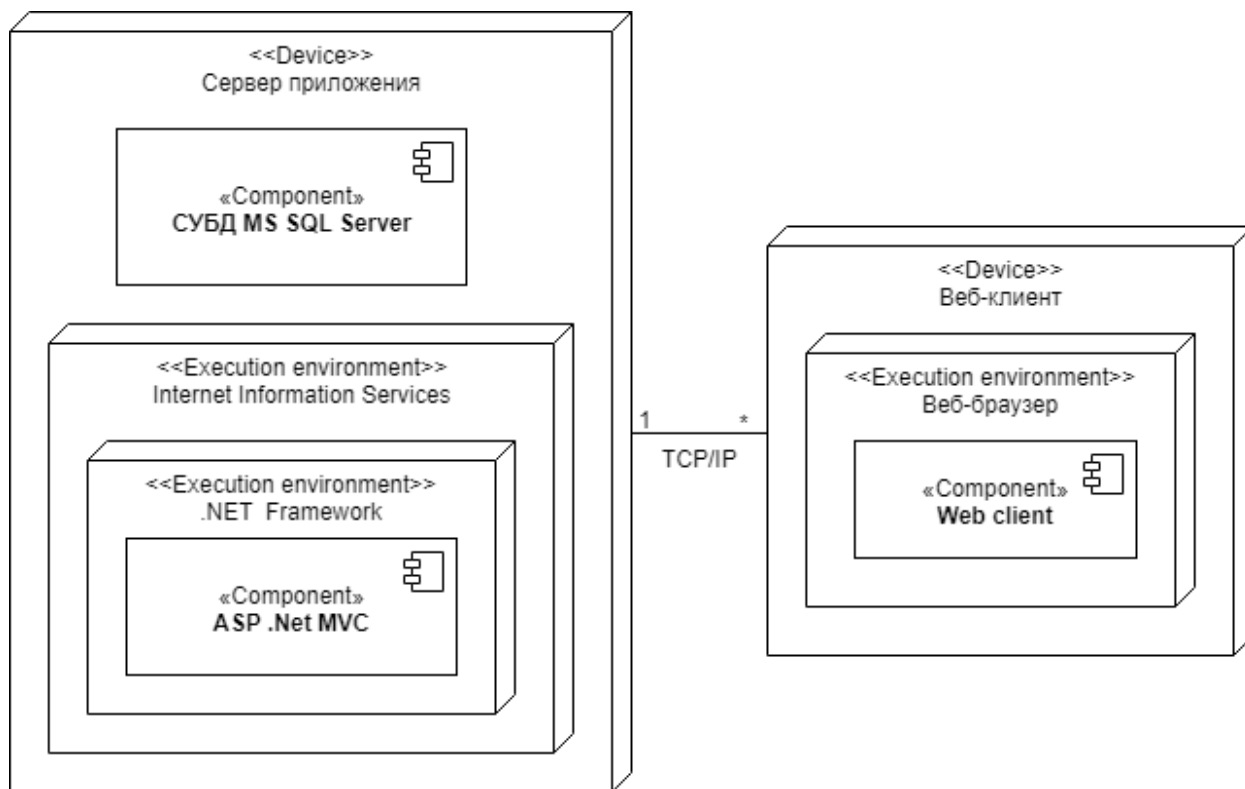 <<Device>>
Сервер приложения
«Component»
СУБД MS SQL Server
<<Execution environment>>
Internet Information Services
<<Execution environment>>
.NET Framework
«Component»
ASP .Net MVC
1
*
TCP/IP
<<Device>>
Веб-клиент
<<Execution environment>>
Веб-браузер
«Component»
Web client